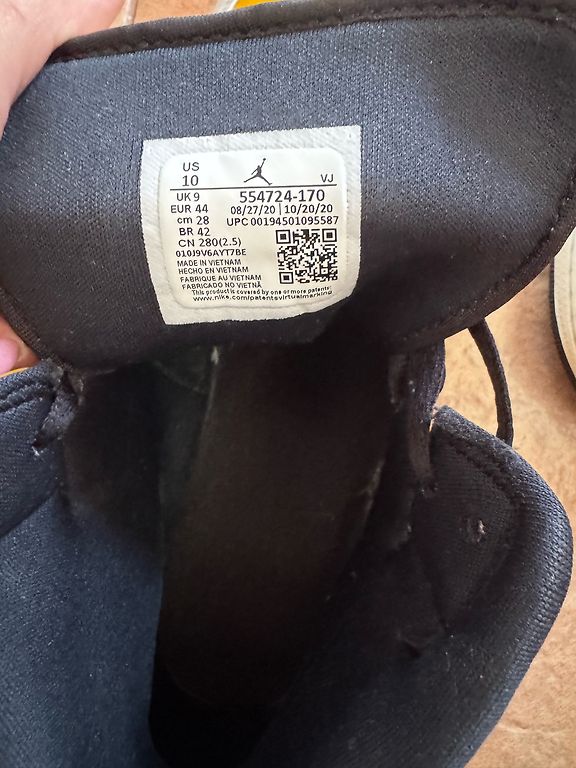 US
10
VJ
UK 9
554724-170
EUR 44
08/27/20 | 10/20/20
cm 28
UPC 00194501095587
BR 42
CN 280(2.5)
010J9V6AYT7BE
MADE IN VIETNAM
HECHO EN VIETNAM
FABRIQUE AU VIETNAM
FABRICADO NO VIETNÃ
This product is covered by one or more patents:
www.nike.com/patentsvirtualmarking